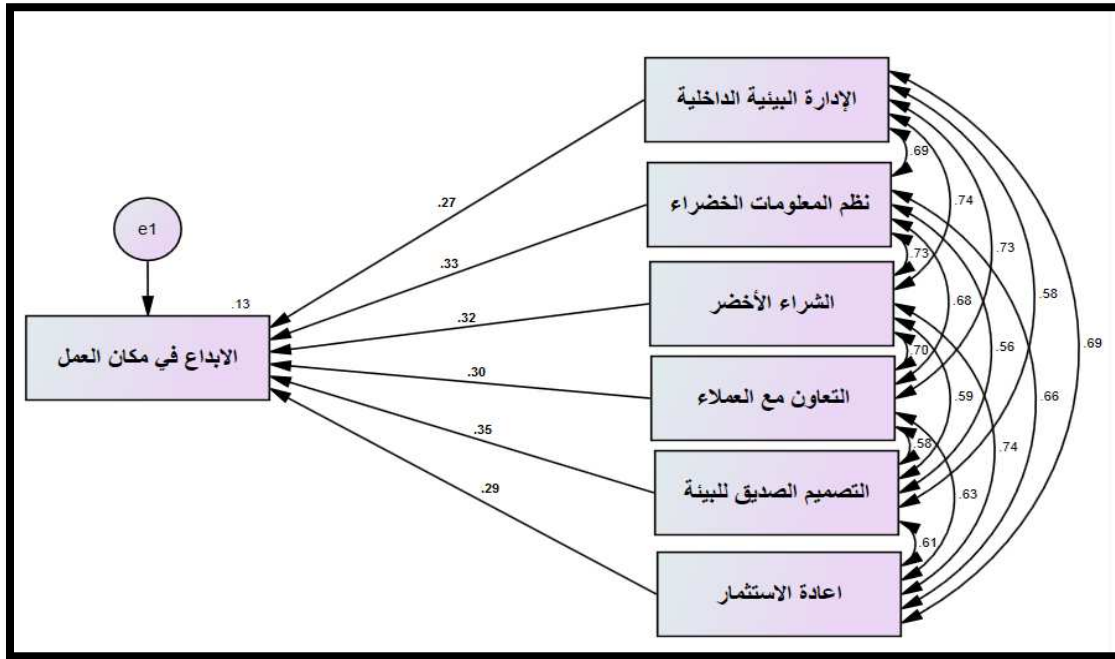 الإدارة البيئية الداخلية
.69
.27
نظم المعلومات الخضراء
.74
e1
.33
.73
.73
الشراء الأخضر
.13
.58
.68
.32
.69
الابداع في مكان العمل
.70
.56
.30
التعاون مع العملاء
.59
.66
.35
.58
.74
التصميم الصديق للبيئة
.29
.63
.61
اعادة الاستثمار